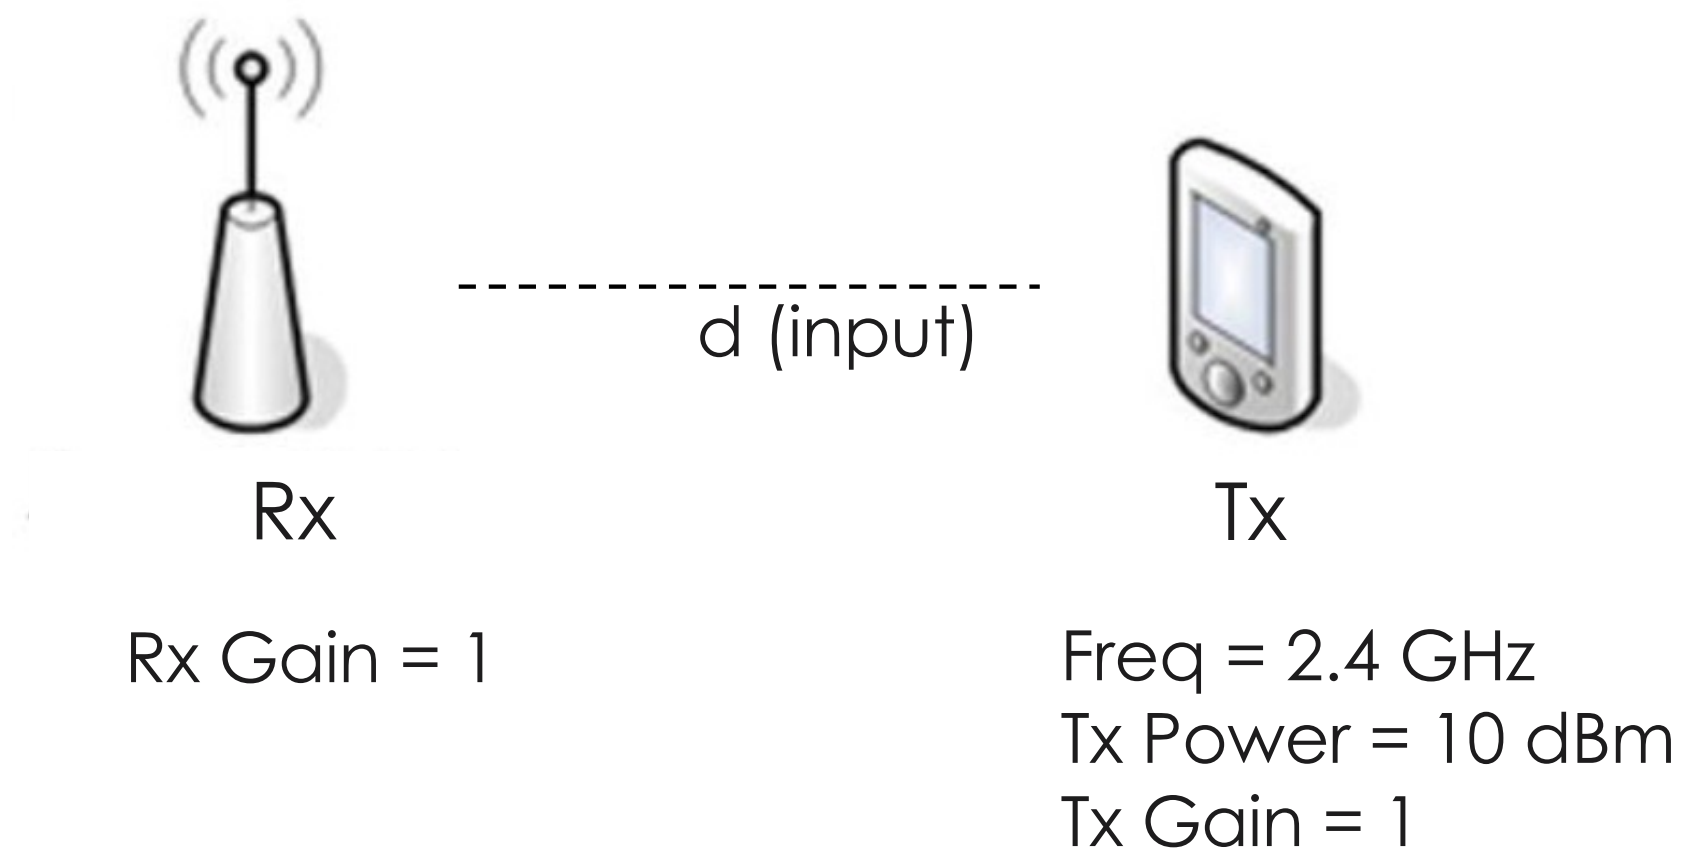 d (input)
Rx
Tx
Rx Gain = 1
Freq = 2.4 GHz
Tx Power = 10 dBm
Tx Gain = 1